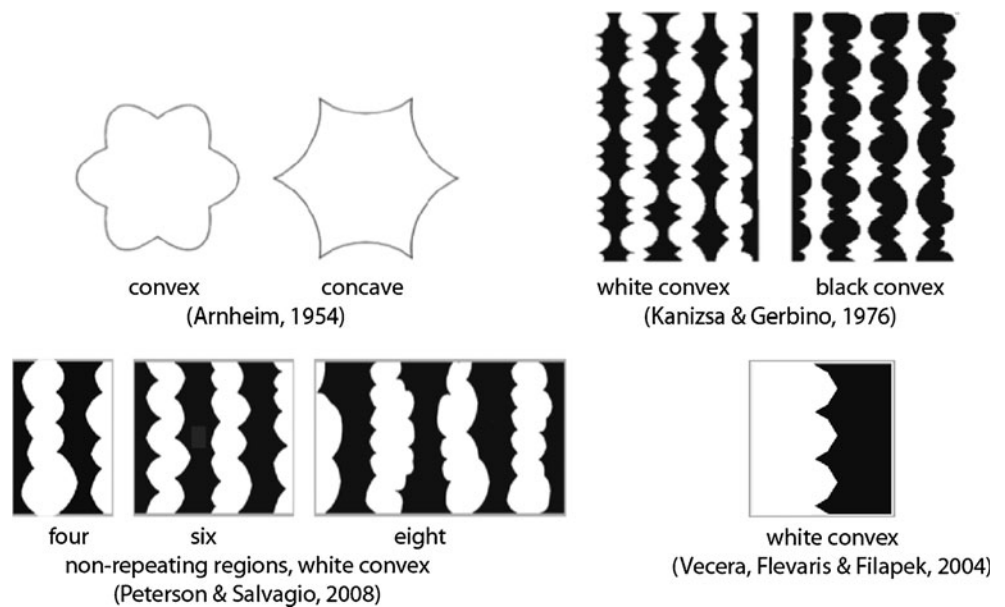 convex
concave
(Arnheim, 1954)
white convex
black convex
(Kanizsa & Gerbino, 1976)
four
six
eight
non-repeating regions, white convex
(Peterson & Salvagio, 2008)
white convex
(Vecera, Flevaris & Filapek, 2004)